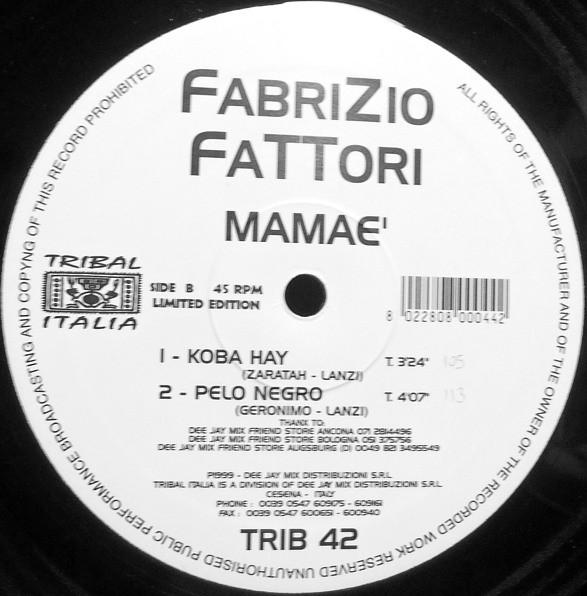 FABRIZIO
FATTORI
MAMAE'
TRIBAL
ITALIA
SIDE B 45 RPM
LIMITED EDITION
8 022808 000442
1 - KOBA HAY T. 3'24" 105
(ZARATAH - LANZI)
2 - PELO NEGRO T. 4'07" 113
(GERONIMO - LANZI)
THANX TO:
DEE JAY MIX FRIEND STORE ANCONA 071 2814496
DEE JAY MIX FRIEND STORE BOLOGNA 051 375756
DEE JAY MIX FRIEND STORE AUGSBURG (D) 0049 821 3495549
P1999 - DEE JAY MIX DISTRIBUZIONI S.R.L.
TRIBAL ITALIA IS A DIVISION OF DEE JAY MIX DISTRIBUZIONI S.R.L.
CESENA - ITALY
PHONE : 0039 0547 609175 - 609161
FAX : 0039 0547 600651 - 600940
TRIB 42
ALL RIGHTS OF THE MANUFACTURER AND OF THE OWNER OF THE RECORDED WORK RESERVED UNAUTHORISED PUBLIC PERFORMANCE BROADCASTING AND COPYNG OF THIS RECORD PROHIBITED